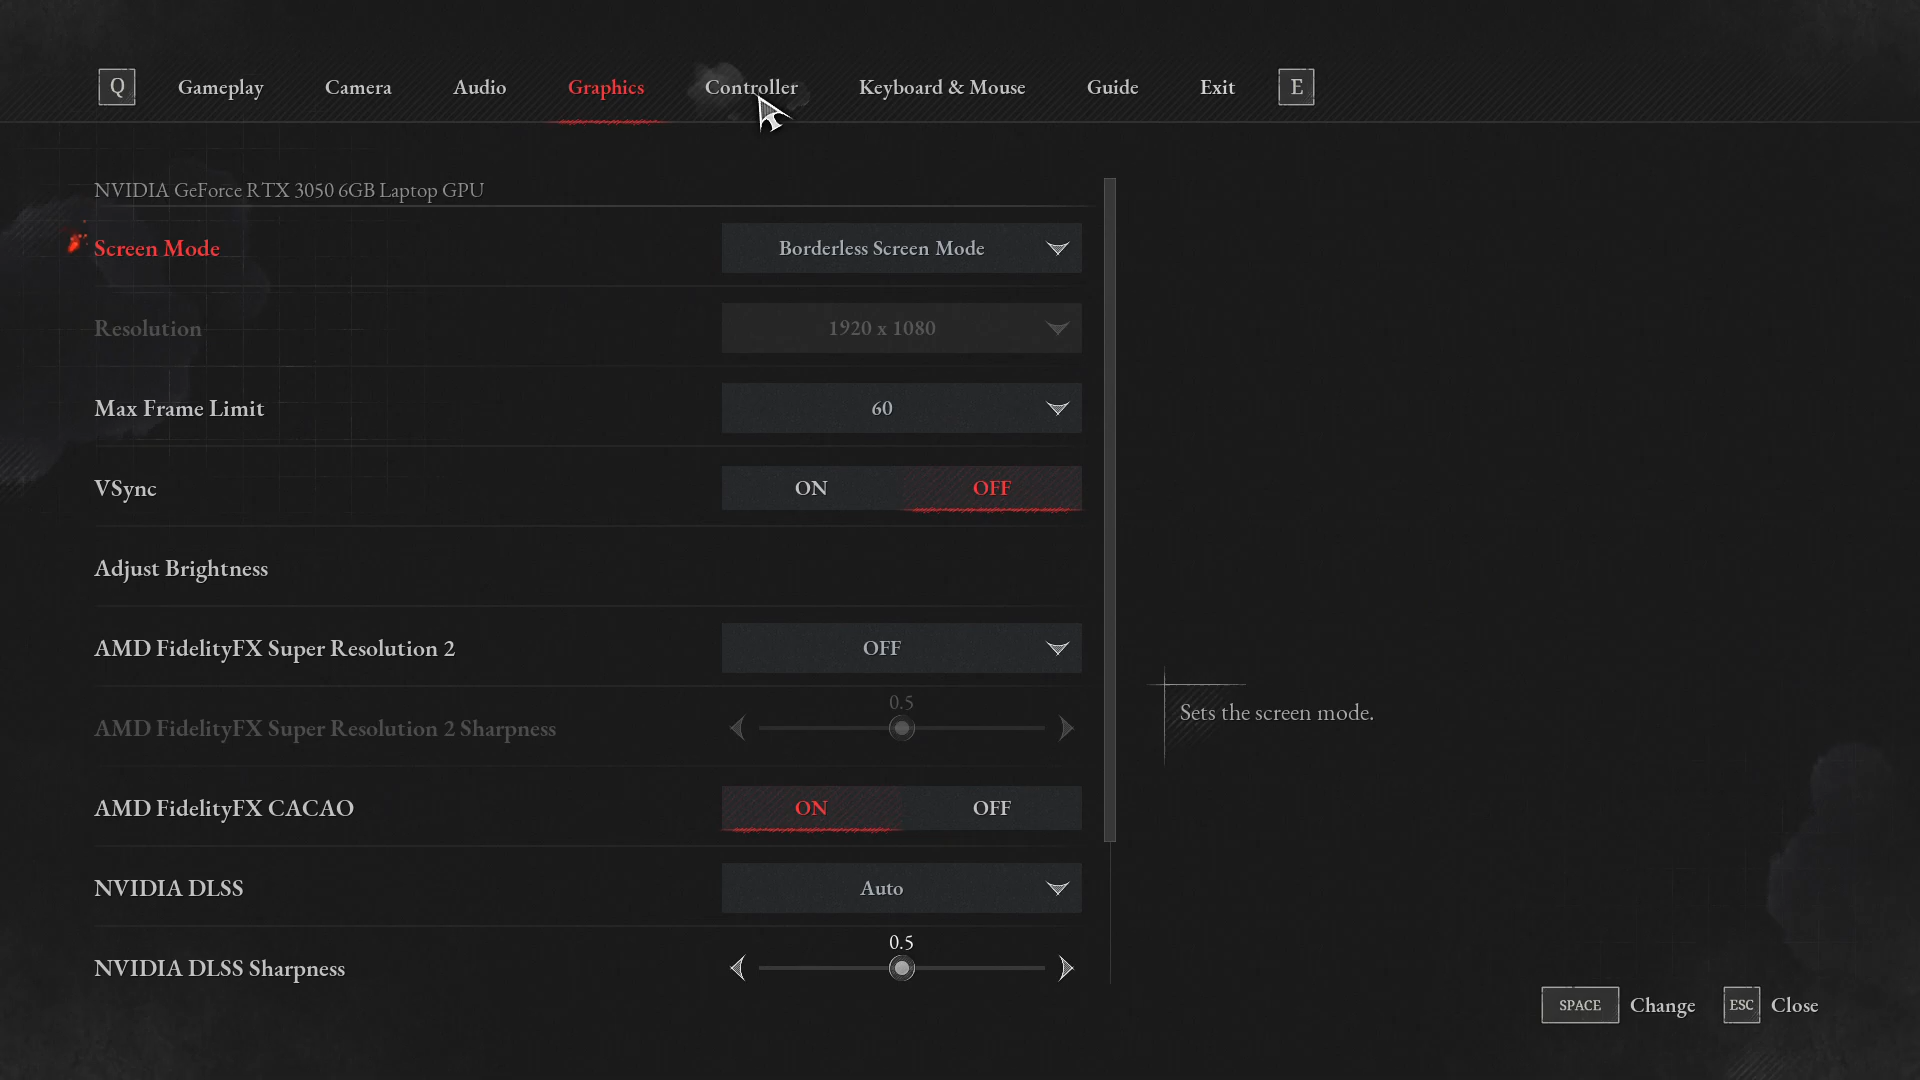 Q Gameplay Camera Audio Graphics Controller Keyboard & Mouse Guide Exit E
NVIDIA GeForce RTX 3050 6GB Laptop GPU
Screen Mode Borderless Screen Mode
Resolution 1920 x 1080
Max Frame Limit 60
VSync ON OFF
Adjust Brightness
AMD FidelityFX Super Resolution 2 OFF
0.5
AMD FidelityFX Super Resolution 2 Sharpness
Sets the screen mode.
AMD FidelityFX CACAO ON OFF
NVIDIA DLSS Auto
0.5
NVIDIA DLSS Sharpness
SPACE Change ESC Close